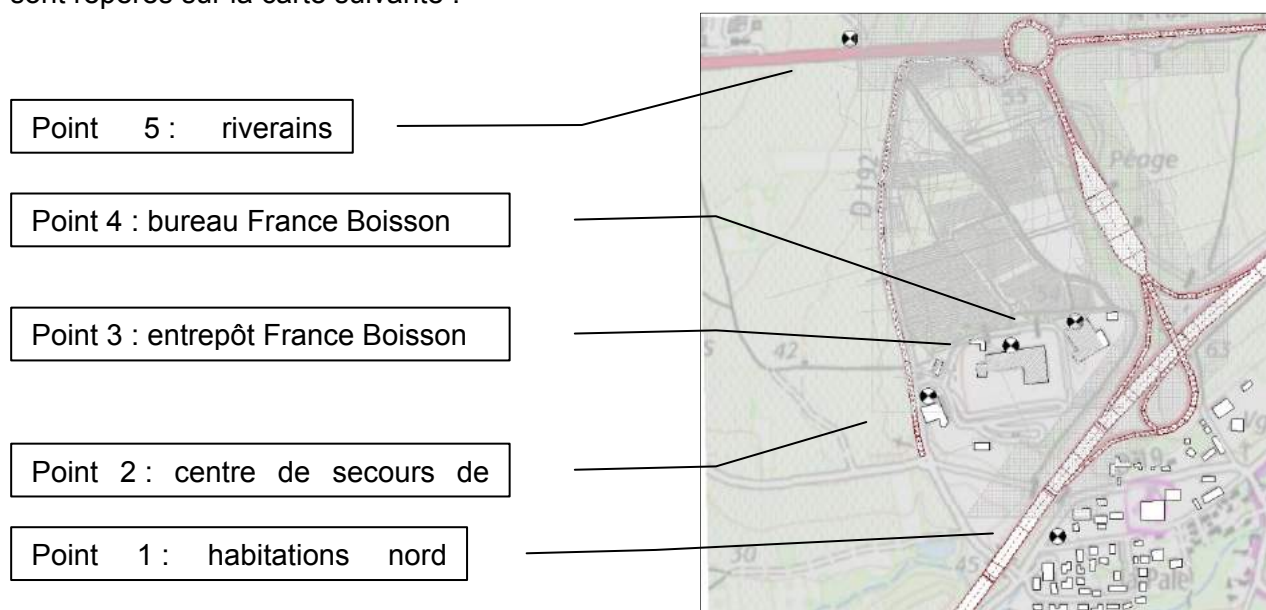 sont repérés sur la carte suivante :
Point 5 : riverains
Point 4 : bureau France Boisson
Point 3 : entrepôt France Boisson
Point 2 : centre de secours de
Point 1 : habitations nord
55
Péage
D 192
54
42
63
30
45